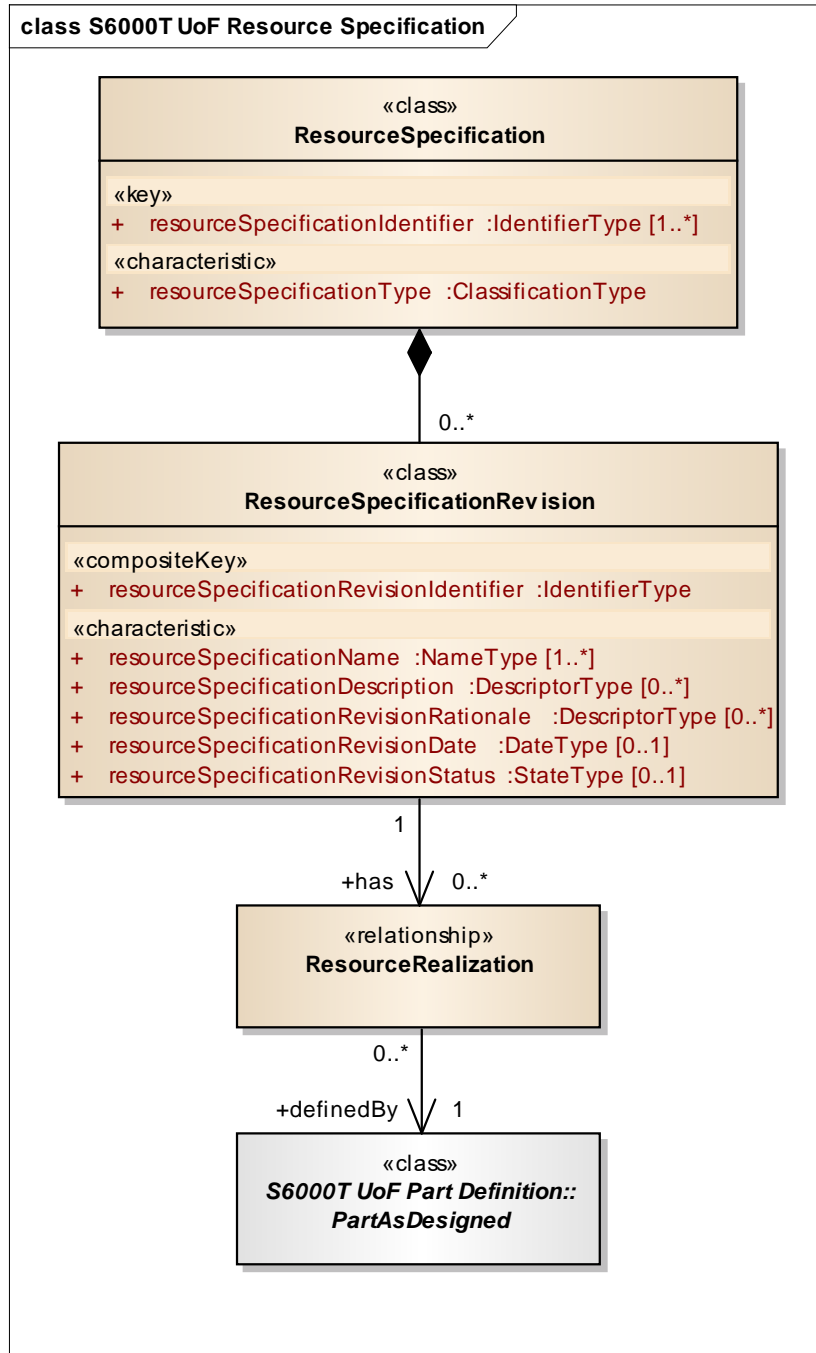 class S6000T UoF Resource Specification
«class»
ResourceSpecification
«key»
+ resourceSpecificationIdentifier :IdentifierType [1..*]
«characteristic»
+ resourceSpecificationType :ClassificationType
0..*
«class»
ResourceSpecificationRevision
«compositeKey»
+ resourceSpecificationRevisionIdentifier :IdentifierType
«characteristic»
+ resourceSpecificationName :NameType [1..*]
+ resourceSpecificationDescription :DescriptorType [0..*]
+ resourceSpecificationRevisionRationale :DescriptorType [0..*]
+ resourceSpecificationRevisionDate :DateType [0..1]
+ resourceSpecificationRevisionStatus :StateType [0..1]
1
+has 0..*
«relationship»
ResourceRealization
0..*
+definedBy 1
«class»
S6000T UoF Part Definition::
PartAsDesigned